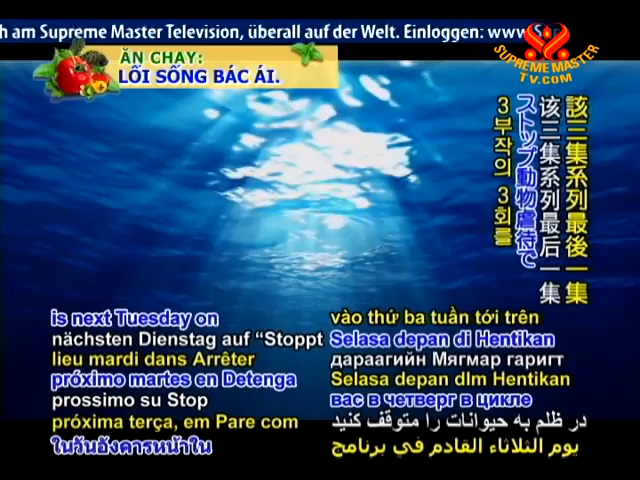 h am Supreme Master Television, überall auf der Welt. Einloggen: www.Su
SUPREME MASTER
TV.COM
ĂN CHAY:
LỐI SỐNG BÁC ÁI.
該三集系列最後一集
该三集系列最后一集
ストップ動物虐待で
3부작의 3회를
is next Tuesday on
nächsten Dienstag auf “Stoppt
lieu mardi dans Arrêter
próximo martes en Detenga
prossimo su Stop
próxima terça, em Pare com
ในวันอังคารหน้าใน
vào thứ ba tuần tới trên
Selasa depan di Hentikan
дараагийн Мягмар гаригт
Selasa depan dlm Hentikan
вас в четверг в цикле
در ظلم به حیوانات را متوقف کنید
يوم الثلاثاء القادم في برنامج